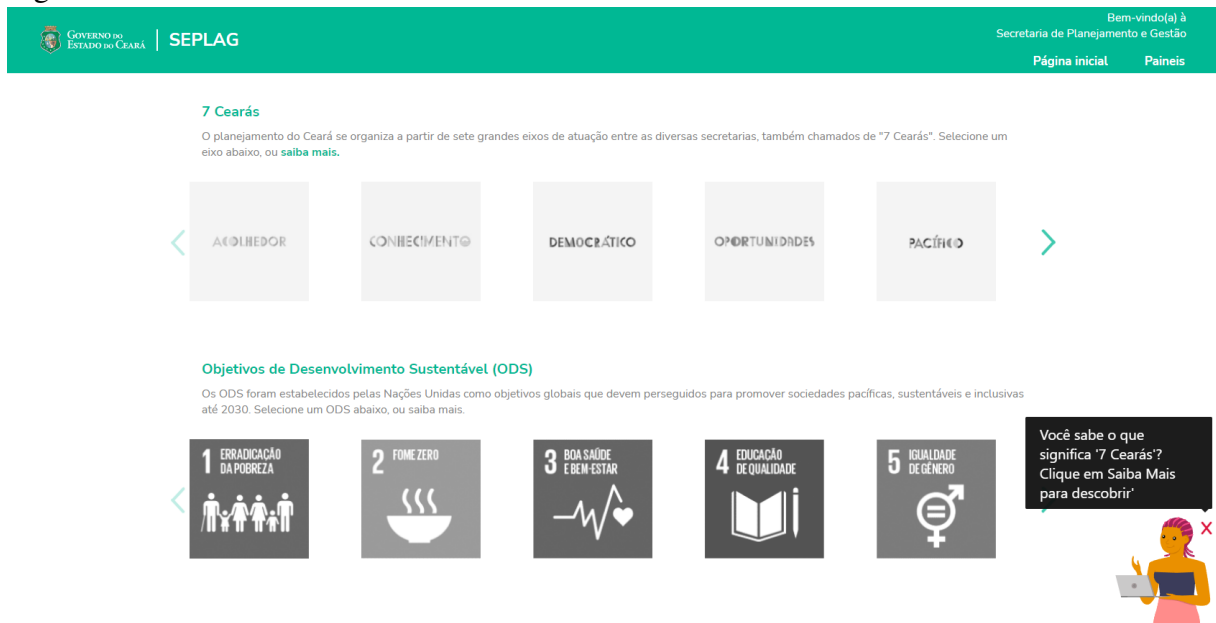 GOVERNO DO
ESTADO DO CEARÁ
SEPLAG
Bem-vindo(a) à
Secretaria de Planejamento e Gestão
Página inicial Paineis
7 Cearás
O planejamento do Ceará se organiza a partir de sete grandes eixos de atuação entre as diversas secretarias, também chamados de "7 Cearás". Selecione um
eixo abaixo, ou saiba mais.
ACOLHEDOR CONHECIMENTO DEMOCRÁTICO OPORTUNIDADES PACÍFICO
Objetivos de Desenvolvimento Sustentável (ODS)
Os ODS foram estabelecidos pelas Nações Unidas como objetivos globais que devem perseguidos para promover sociedades pacíficas, sustentáveis e inclusivas
até 2030. Selecione um ODS abaixo, ou saiba mais.
1 ERRADICAÇÃO
DA POBREZA
2 FOME ZERO
3 BOA SAÚDE
E BEM-ESTAR
4 EDUCAÇÃO
DE QUALIDADE
5 IGUALDADE
DE GÊNERO
Você sabe o que
significa '7 Cearás'?
Clique em Saiba Mais
para descobrir'
X